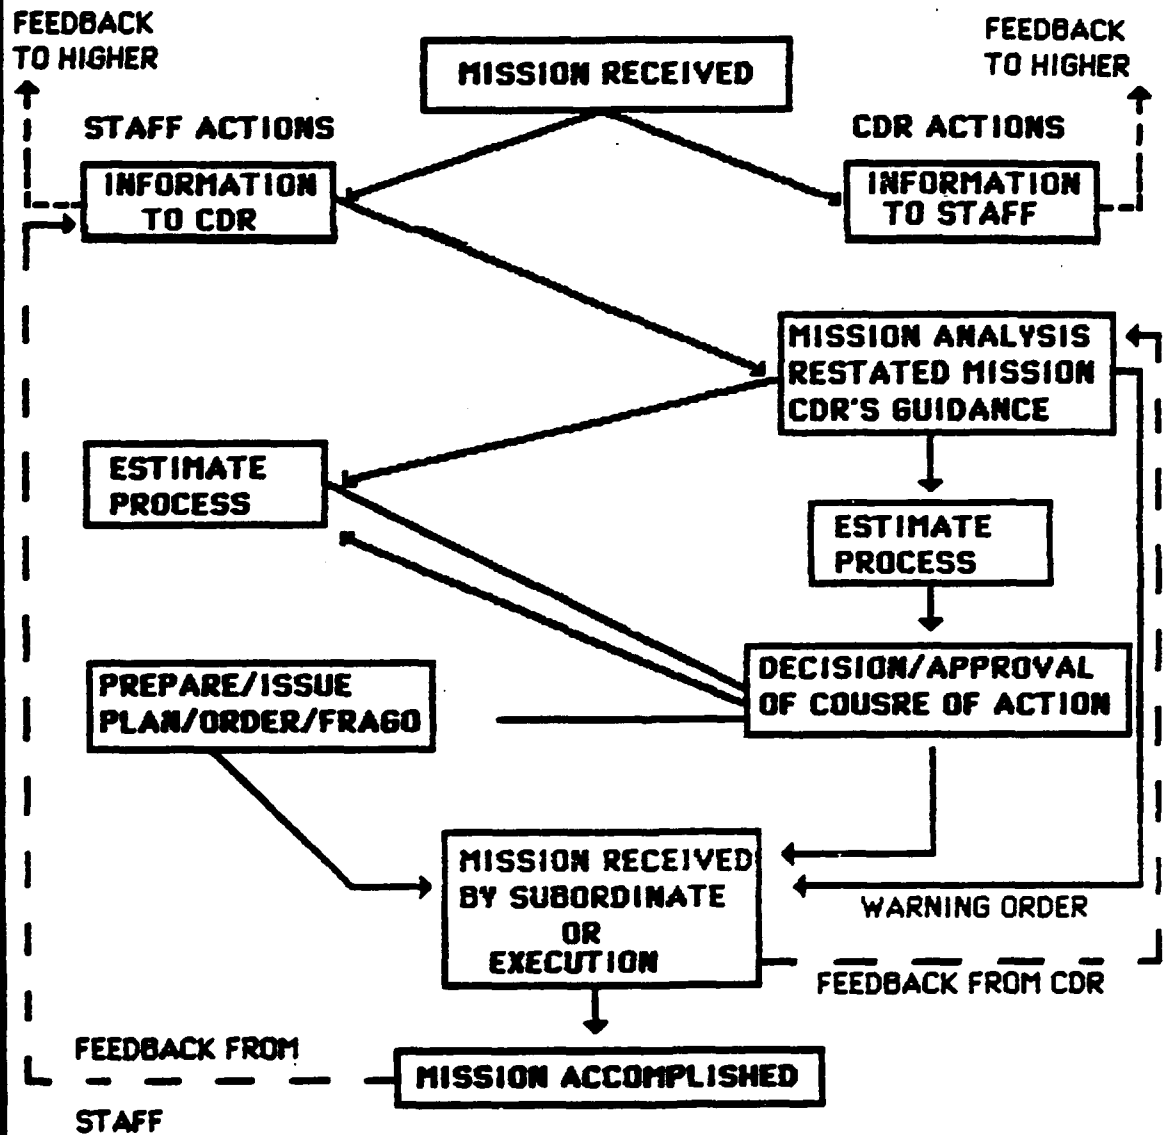 FEEDBACK
TO HIGHER
MISSION RECEIVED
FEEDBACK
TO HIGHER
STAFF ACTIONS
CDR ACTIONS
INFORMATION
TO CDR
INFORMATION
TO STAFF
MISSION ANALYSIS
RESTATED MISSION
CDR'S GUIDANCE
ESTIMATE
PROCESS
ESTIMATE
PROCESS
PREPARE/ISSUE
PLAN/ORDER/FRAGO
DECISION/APPROVAL
OF COUSRE OF ACTION
MISSION RECEIVED
BY SUBORDINATE
OR
EXECUTION
WARNING ORDER
FEEDBACK FROM CDR
FEEDBACK FROM
STAFF
MISSION ACCOMPLISHED